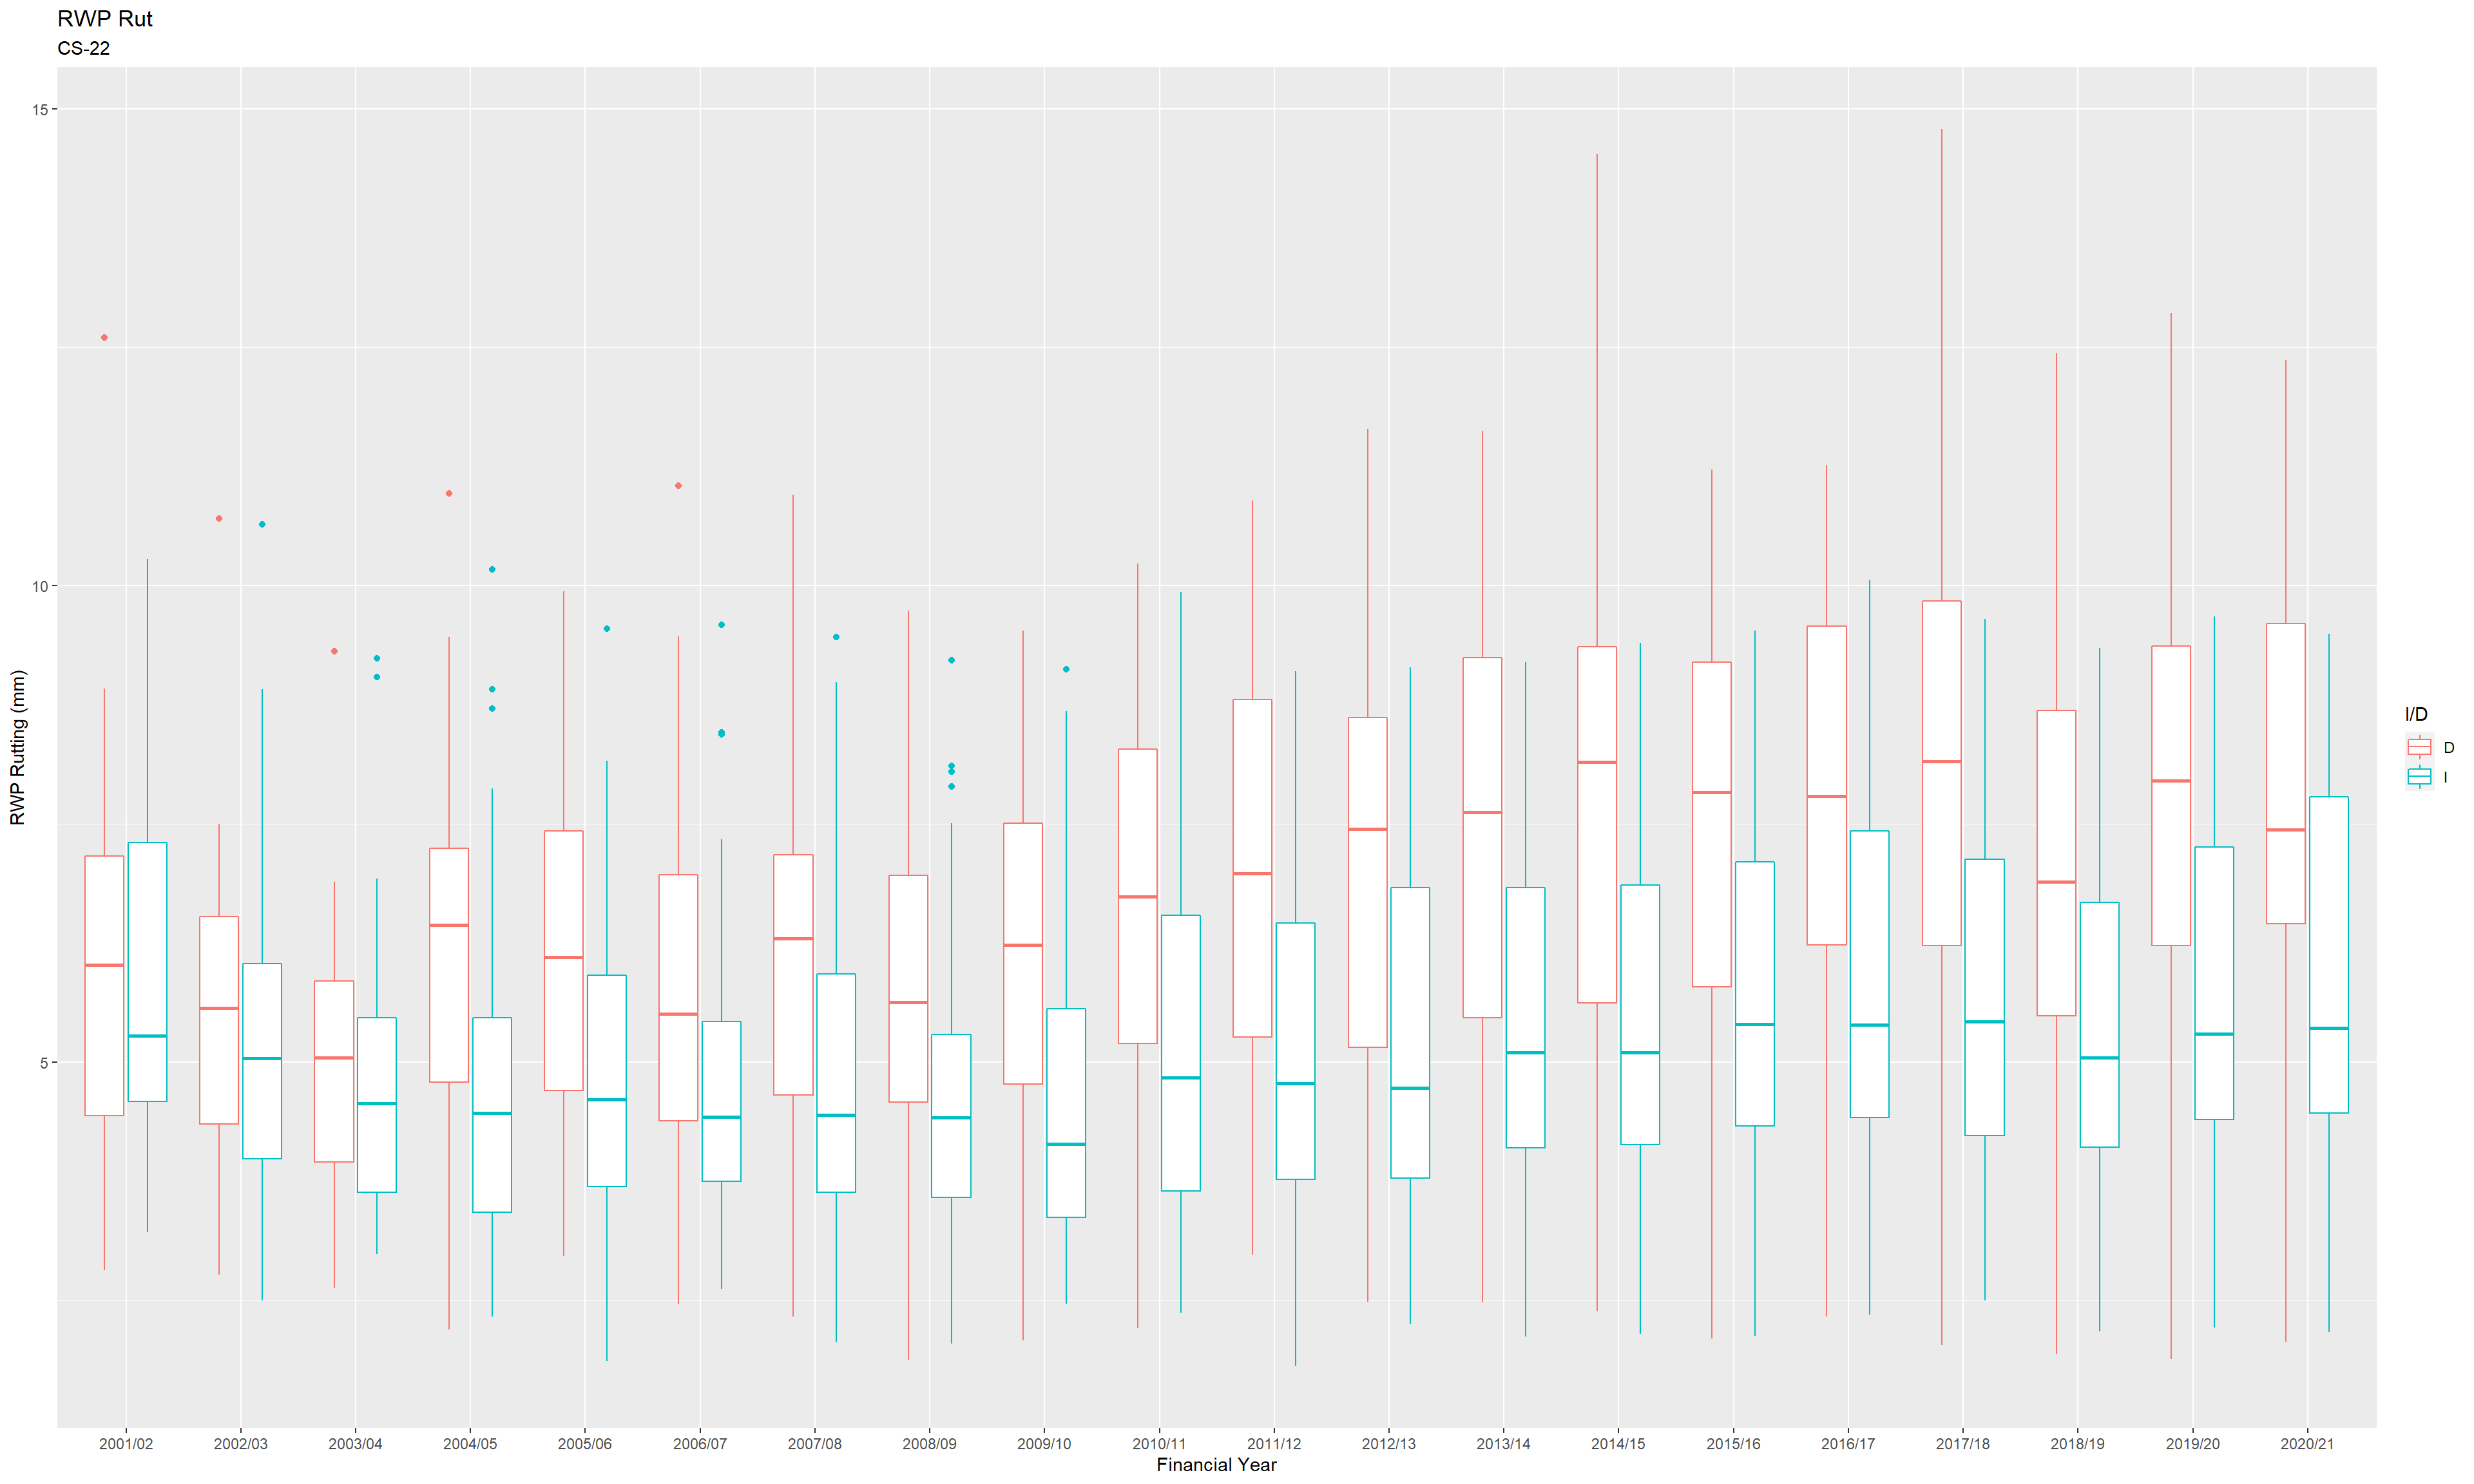 RWP Rut
CS-22
RWP Rutting (mm)
15
10
5
2001/02 2002/03 2003/04 2004/05 2005/06 2006/07 2007/08 2008/09 2009/10 2010/11 2011/12 2012/13 2013/14 2014/15 2015/16 2016/17 2017/18 2018/19 2019/20 2020/21
Financial Year
I/D
D
I